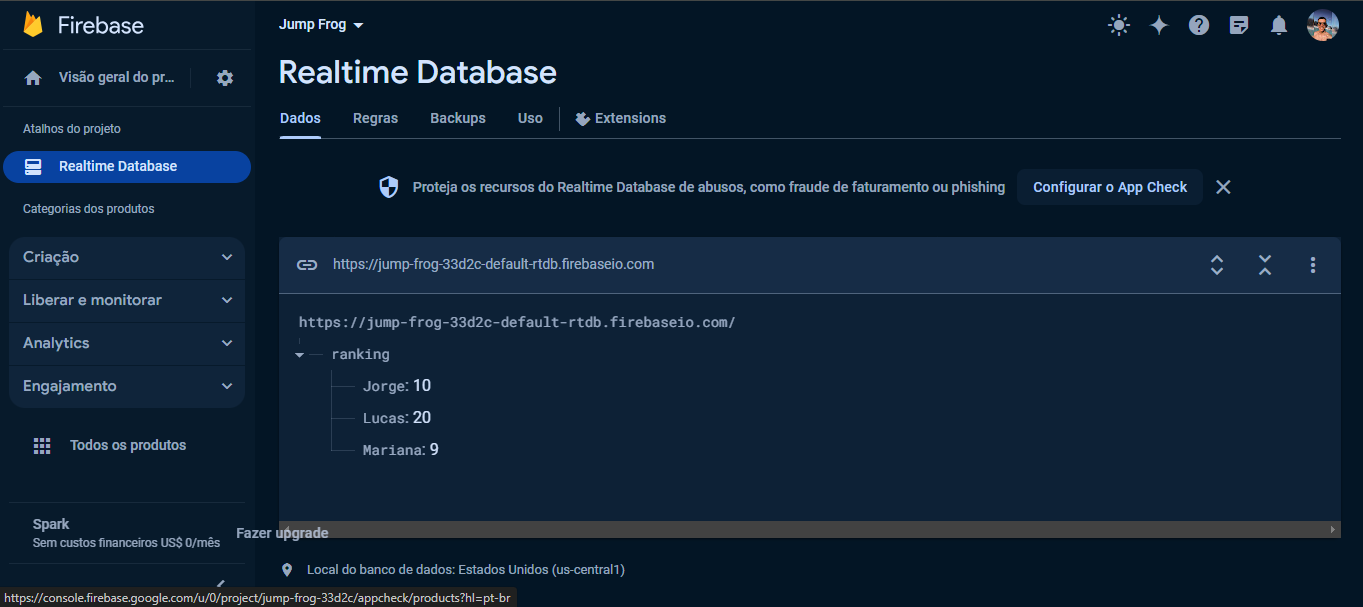 Firebase
Jump Frog
Visão geral do pr...
Realtime Database
Atalhos do projeto
Dados Regras Backups Uso Extensions
Realtime Database
Categorias dos produtos
Proteja os recursos do Realtime Database de abusos, como fraude de faturamento ou phishing
Configurar o App Check
Criação
https://jump-frog-33d2c-default-rtdb.firebaseio.com
Liberar e monitorar
https://jump-frog-33d2c-default-rtdb.firebaseio.com/
Analytics
ranking
Engajamento
Jorge: 10
Lucas: 20
Todos os produtos
Mariana: 9
Spark
Sem custos financeiros US$ 0/mês
Fazer upgrade
Local do banco de dados: Estados Unidos (us-central1)
https://console.firebase.google.com/u/0/project/jump-frog-33d2c/appcheck/products?hl=pt-br